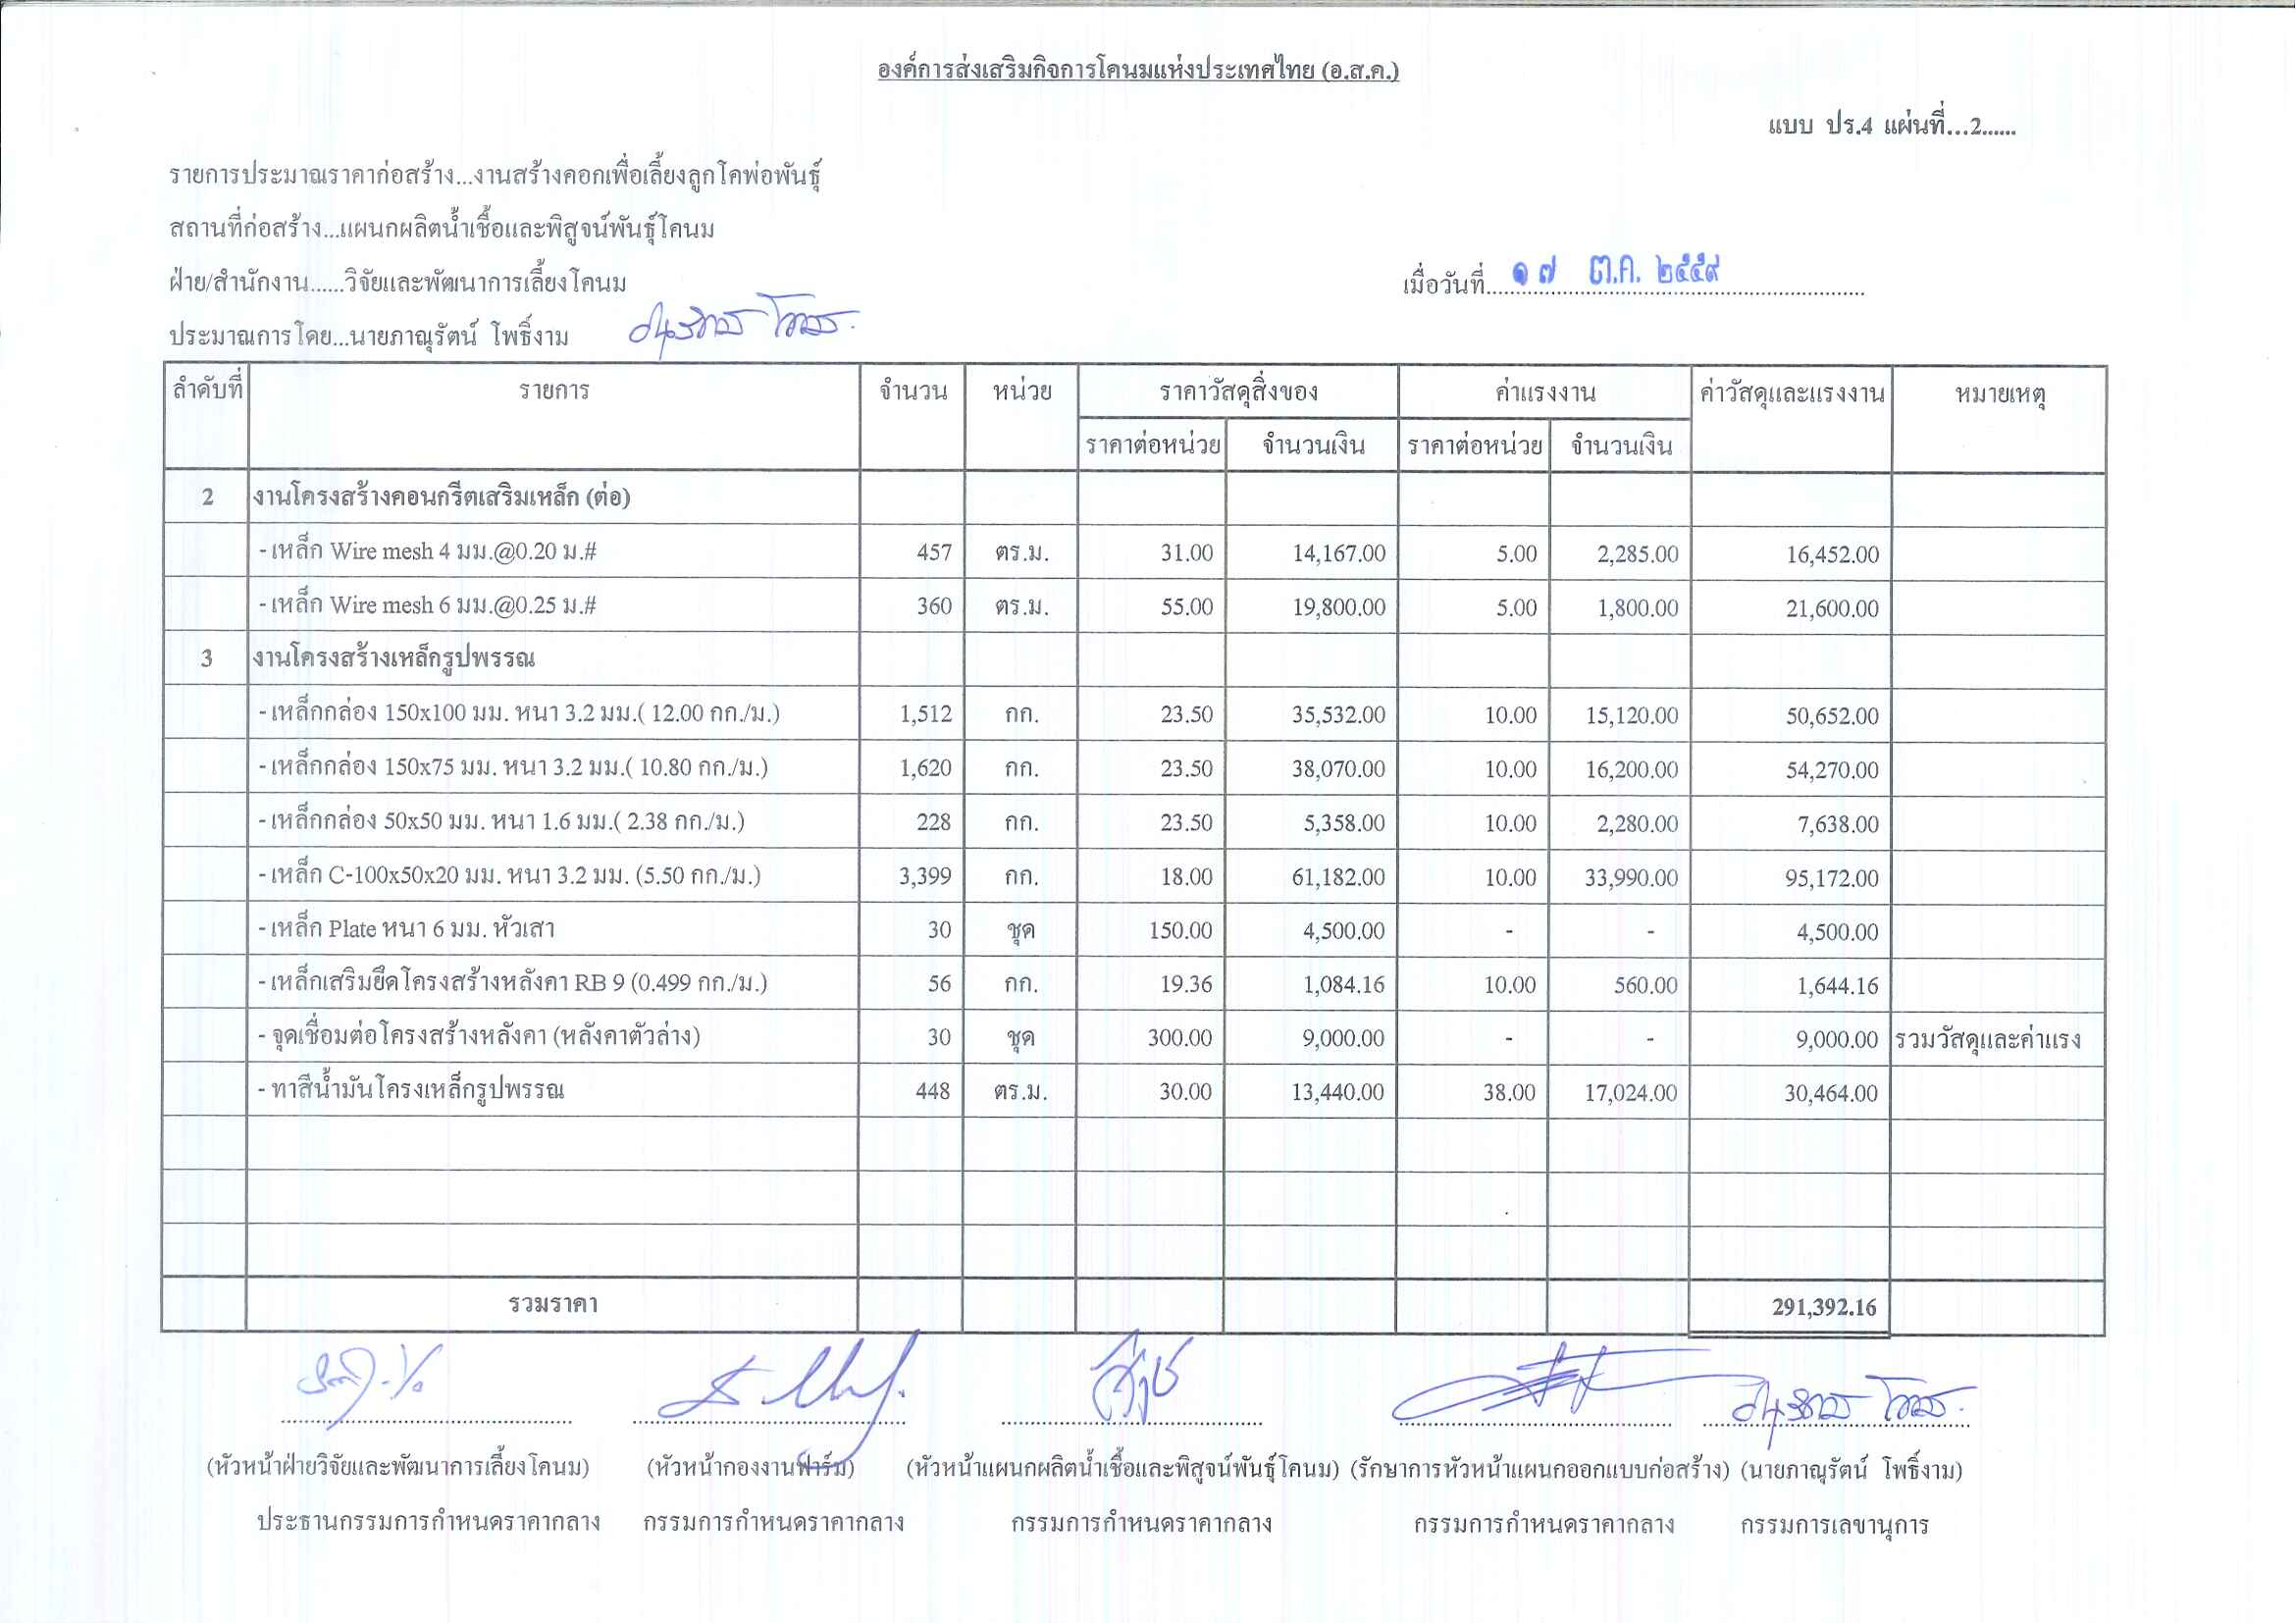 องค์การส่งเสริมกิจการโคนมแห่งประเทศไทย (อ.ส.ค.)
แบบ ปร.4 แผ่นที่...2......
รายการประมาณราคาก่อสร้าง...งานสร้างคอกเพื่อเลี้ยงลูกโคพ่อพันธุ์
สถานที่ก่อสร้าง...แผนกผลิตน้ำเชื้อและพิสูจน์พันธุ์โคนม
ฝ่าย/สำนักงาน......วิจัยและพัฒนาการเลี้ยงโคนม
เมื่อวันที่ ๑๗ ต.ค. ๒๕๕๙
ประมาณการโดย...นายภาณุรัตน์ โพธิ์งาม
ลำดับที่ รายการ จำนวน หน่วย ราคาวัสดุสิ่งของ ค่าแรงงาน ค่าวัสดุและแรงงาน หมายเหตุ
ราคาต่อหน่วย จำนวนเงิน ราคาต่อหน่วย จำนวนเงิน
2 งานโครงสร้างคอนกรีตเสริมเหล็ก (ต่อ)
- เหล็ก Wire mesh 4 มม.@0.20 ม.# 457 ตร.ม. 31.00 14,167.00 5.00 2,285.00 16,452.00
- เหล็ก Wire mesh 6 มม.@0.25 ม.# 360 ตร.ม. 55.00 19,800.00 5.00 1,800.00 21,600.00
3 งานโครงสร้างเหล็กรูปพรรณ
- เหล็กกล่อง 150x100 มม. หนา 3.2 มม.( 12.00 กก./ม.) 1,512 กก. 23.50 35,532.00 10.00 15,120.00 50,652.00
- เหล็กกล่อง 150x75 มม. หนา 3.2 มม.( 10.80 กก./ม.) 1,620 กก. 23.50 38,070.00 10.00 16,200.00 54,270.00
- เหล็กกล่อง 50x50 มม. หนา 1.6 มม.( 2.38 กก./ม.) 228 กก. 23.50 5,358.00 10.00 2,280.00 7,638.00
- เหล็ก C-100x50x20 มม. หนา 3.2 มม. (5.50 กก./ม.) 3,399 กก. 18.00 61,182.00 10.00 33,990.00 95,172.00
- เหล็ก Plate หนา 6 มม. หัวเสา 30 ชุด 150.00 4,500.00 - - 4,500.00
- เหล็กเสริมยึดโครงสร้างหลังคา RB 9 (0.499 กก./ม.) 56 กก. 19.36 1,084.16 10.00 560.00 1,644.16
- จุดเชื่อมต่อโครงสร้างหลังคา (หลังคาตัวล่าง) 30 ชุด 300.00 9,000.00 - - 9,000.00 รวมวัสดุและค่าแรง
- ทาสีน้ำมันโครงเหล็กรูปพรรณ 448 ตร.ม. 30.00 13,440.00 38.00 17,024.00 30,464.00
รวมราคา 291,392.16
(หัวหน้าฝ่ายวิจัยและพัฒนาการเลี้ยงโคนม) (หัวหน้ากองงานฟาร์ม) (หัวหน้าแผนกผลิตน้ำเชื้อและพิสูจน์พันธุ์โคนม) (รักษาการหัวหน้าแผนกออกแบบก่อสร้าง) (นายภาณุรัตน์ โพธิ์งาม)
ประธานกรรมการกำหนดราคากลาง กรรมการกำหนดราคากลาง กรรมการกำหนดราคากลาง กรรมการกำหนดราคากลาง กรรมการเลขานุการ